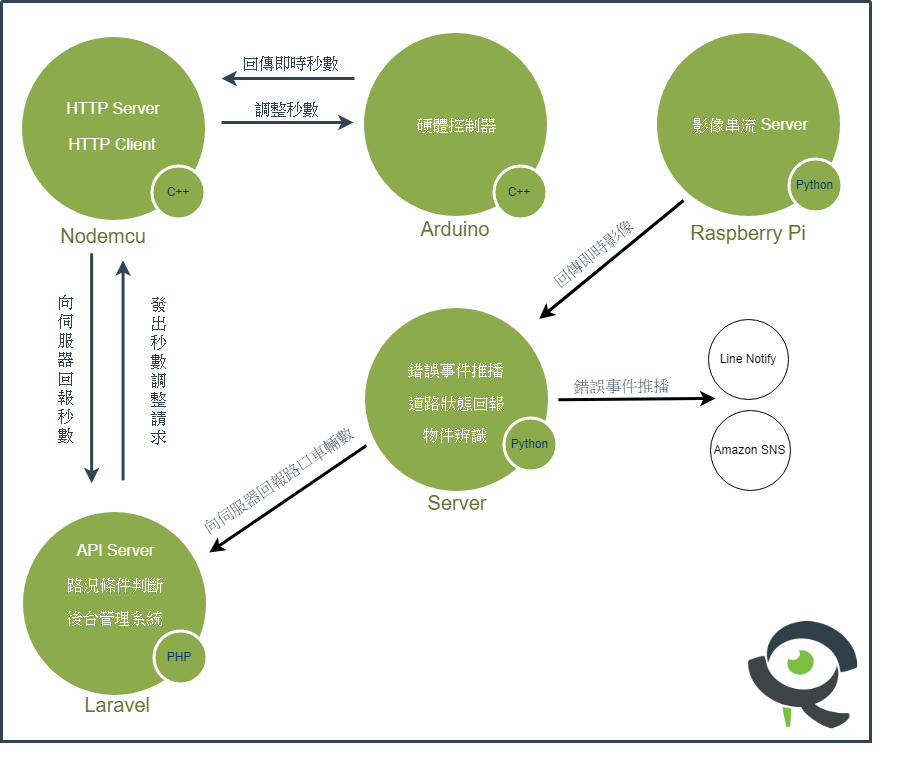 HTTP Server
HTTP Client
C++
Nodemcu
回傳即時秒數
調整秒數
硬體控制器
C++
Arduino
影像串流 Server
Python
Raspberry Pi
回傳即時影像
向伺服器回報秒數
發出秒數調整請求
錯誤事件推播
道路狀態回報
物件辨識
Python
Server
錯誤事件推播
Line Notify
Amazon SNS
向伺服器回報路口車輛數
API Server
路況條件判斷
後台管理系統
PHP
Laravel